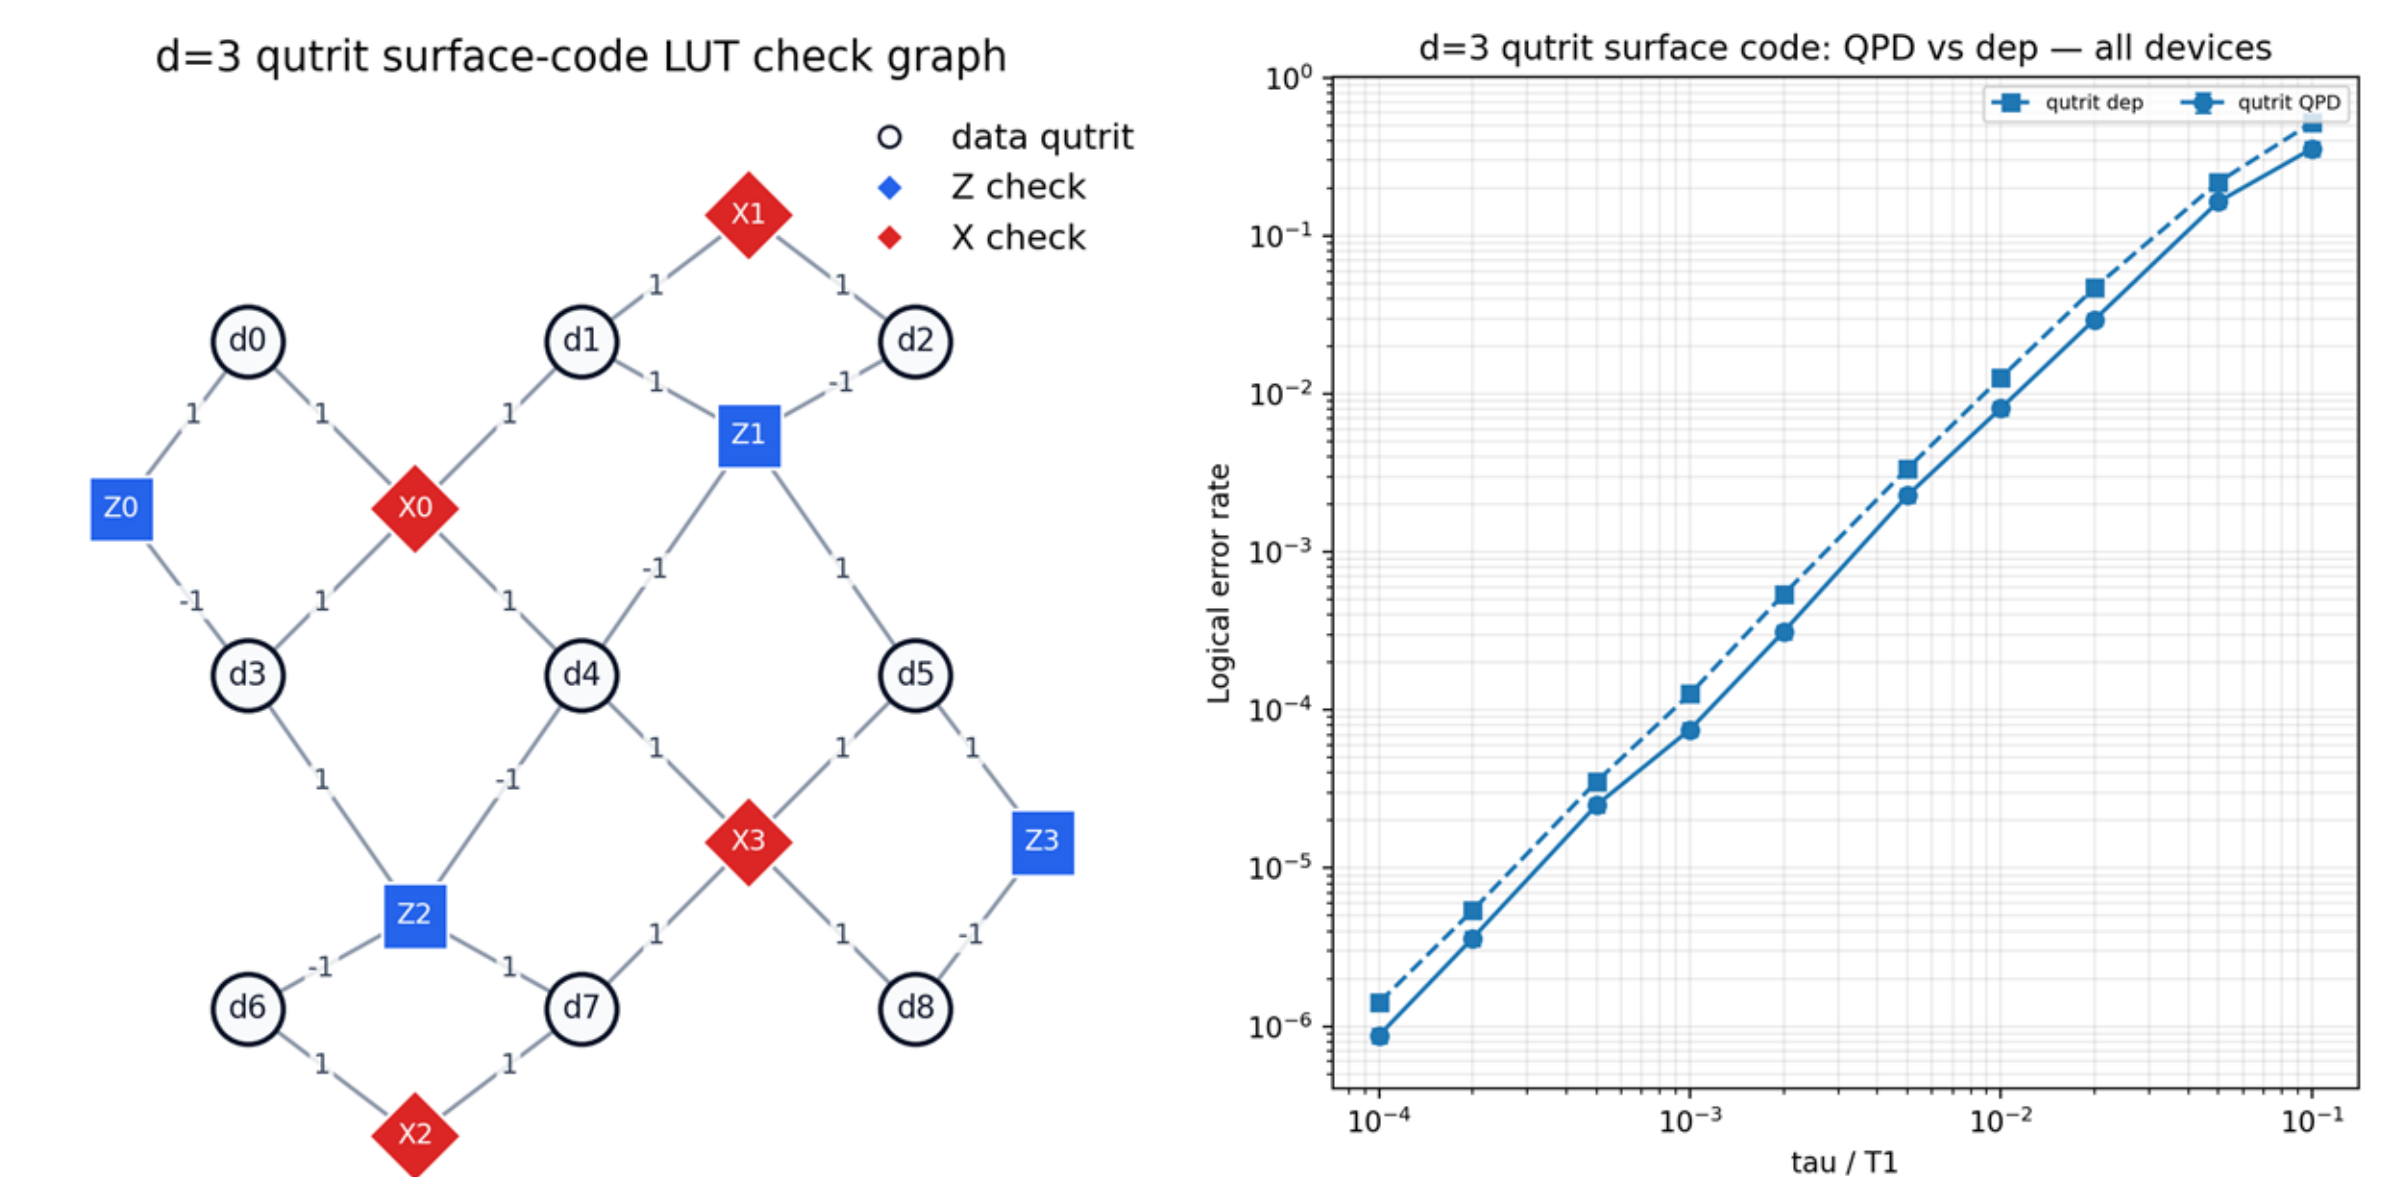 d=3 qutrit surface-code LUT check graph
data qutrit
Z check
X check
X1
1 1
d0 d1 d2
1 -1
1 1 1
Z1
Z0 X0
-1 1 1 -1 1
d3 d4 d5
1 -1 1 1 1
X3 Z3
Z2
1 1 -1
-1 1
d6 d7 d8
1 1
X2
d=3 qutrit surface code: QPD vs dep — all devices
qutrit dep qutrit QPD
Logical error rate
10⁰
10⁻¹
10⁻²
10⁻³
10⁻⁴
10⁻⁵
10⁻⁶
10⁻⁴ 10⁻³ 10⁻² 10⁻¹
tau / T1